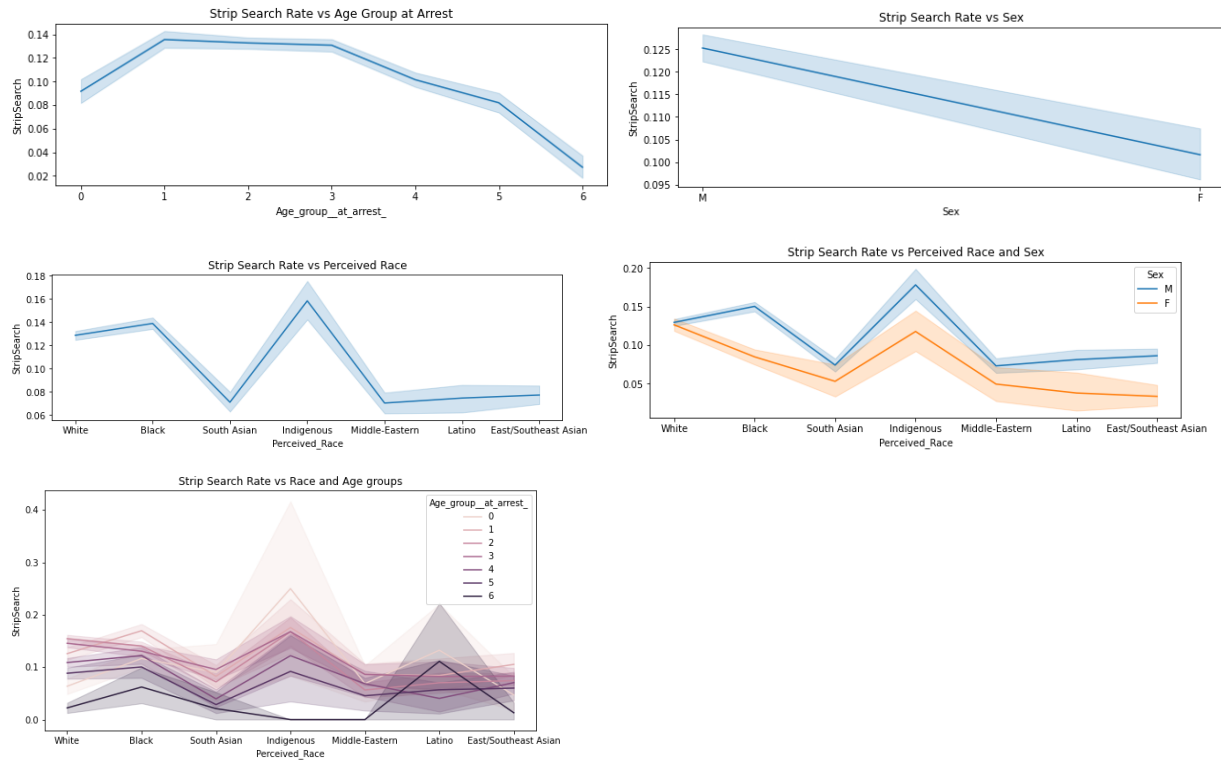 Strip Search Rate vs Age Group at Arrest
StripSearch
0.14
0.12
0.10
0.08
0.06
0.04
0.02
0 1 2 3 4 5 6
Age_group__at_arrest_
Strip Search Rate vs Sex
StripSearch
0.125
0.120
0.115
0.110
0.105
0.100
0.095
M F
Sex
Strip Search Rate vs Perceived Race
StripSearch
0.18
0.16
0.14
0.12
0.10
0.08
0.06
White Black South Asian Indigenous Middle-Eastern Latino East/Southeast Asian
Perceived_Race
Strip Search Rate vs Perceived Race and Sex
StripSearch
0.20
0.15
0.10
0.05
Sex
M
F
White Black South Asian Indigenous Middle-Eastern Latino East/Southeast Asian
Perceived_Race
Strip Search Rate vs Race and Age groups
StripSearch
0.4
0.3
0.2
0.1
0.0
Age_group__at_arrest_
0
1
2
3
4
5
6
White Black South Asian Indigenous Middle-Eastern Latino East/Southeast Asian
Perceived_Race